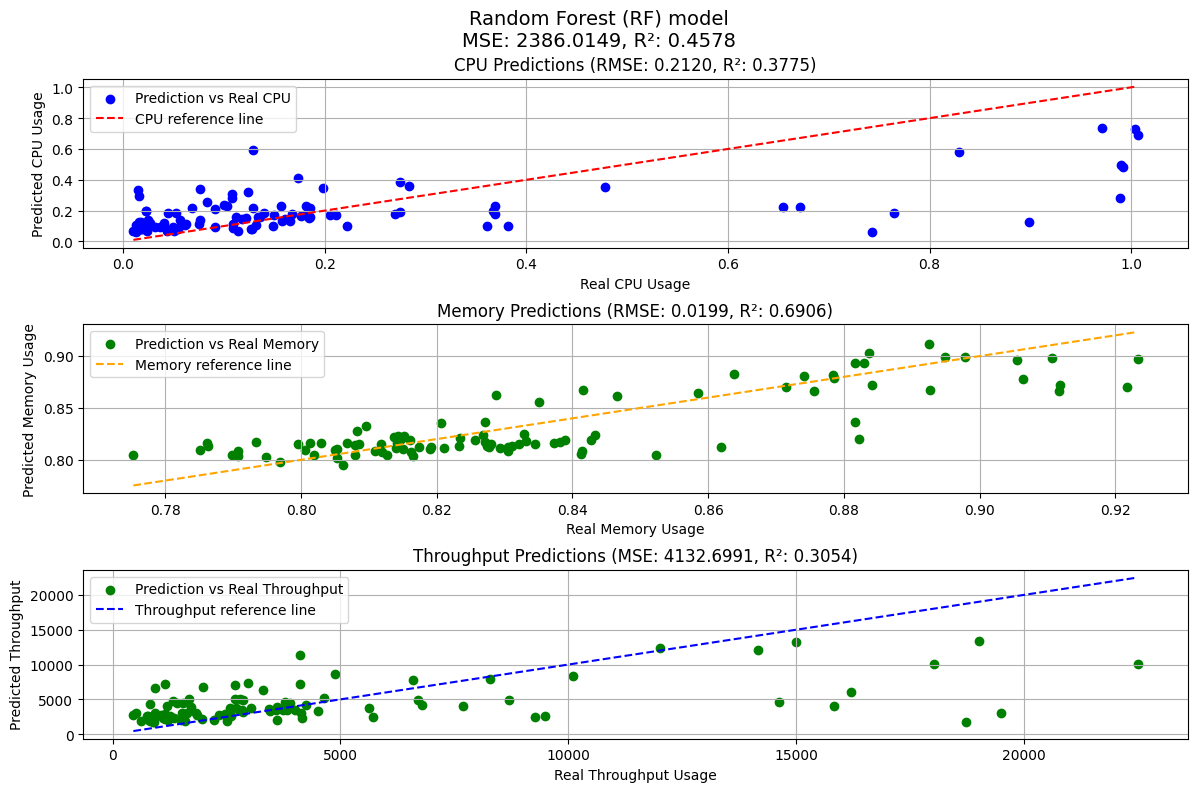 Random Forest (RF) model
MSE: 2386.0149, R²: 0.4578
CPU Predictions (RMSE: 0.2120, R²: 0.3775)
Predicted CPU Usage
1.0
0.8
0.6
0.4
0.2
0.0
Prediction vs Real CPU
CPU reference line
0.0 0.2 0.4 0.6 0.8 1.0
Real CPU Usage
Memory Predictions (RMSE: 0.0199, R²: 0.6906)
Predicted Memory Usage
0.90
0.85
0.80
Prediction vs Real Memory
Memory reference line
0.78 0.80 0.82 0.84 0.86 0.88 0.90 0.92
Real Memory Usage
Throughput Predictions (MSE: 4132.6991, R²: 0.3054)
Predicted Throughput
20000
15000
10000
5000
0
Prediction vs Real Throughput
Throughput reference line
0 5000 10000 15000 20000
Real Throughput Usage